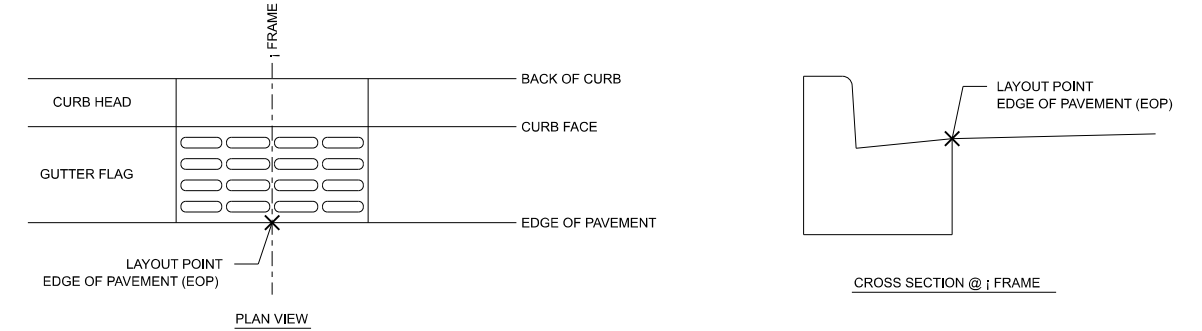 ¡ FRAME
BACK OF CURB
CURB HEAD
CURB FACE
GUTTER FLAG
EDGE OF PAVEMENT
LAYOUT POINT
EDGE OF PAVEMENT (EOP)
PLAN VIEW
LAYOUT POINT
EDGE OF PAVEMENT (EOP)
CROSS SECTION @ ¡ FRAME